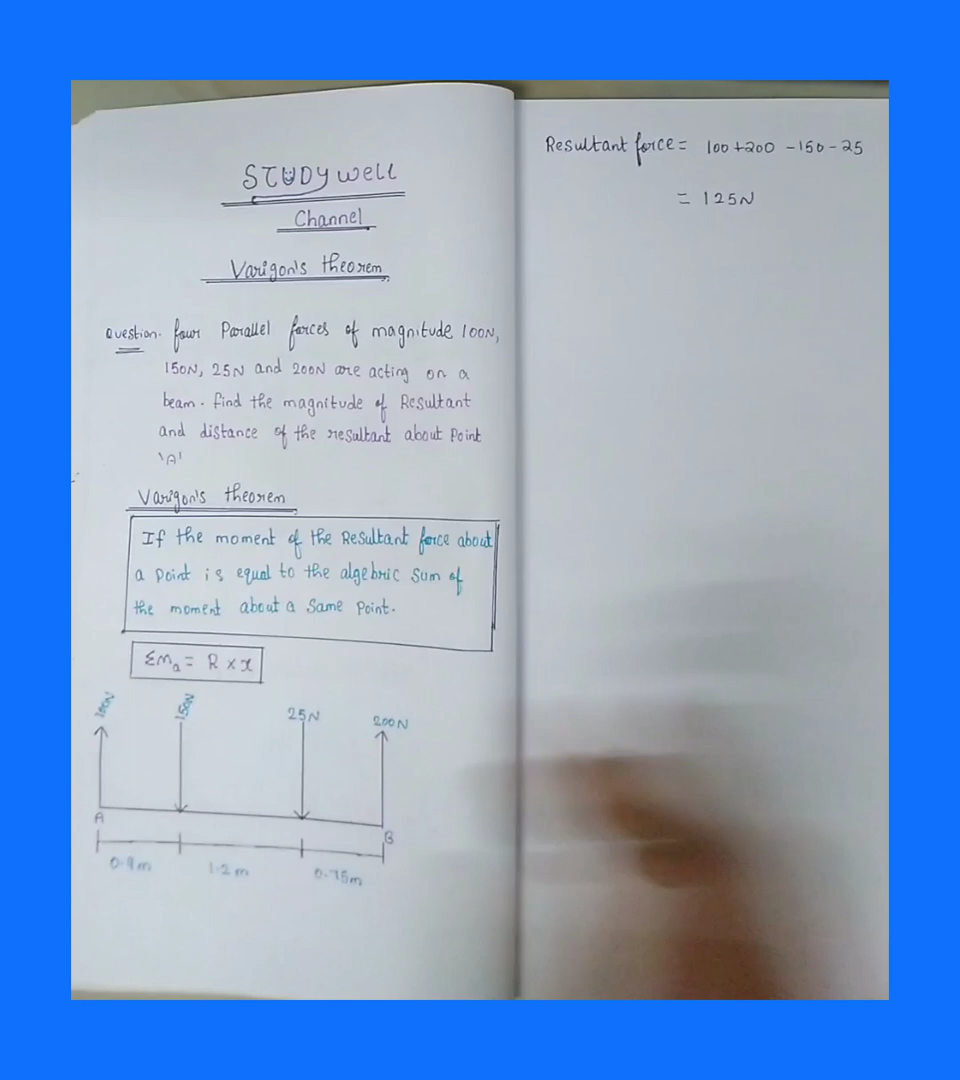 STUDY well
Channel
Varigon's theorem
Question. four Parallel forces of magnitude 100N,
150N, 25N and 200N are acting on a
beam. find the magnitude of Resultant
and distance of the resultant about Point
'A'
Varigon's theorem
If the moment of the Resultant force about
a point is equal to the algebric sum of
the moment about a same point.
ΣMa = R × x
100N 150N 25N 200N
A B
0.9m 1.2m 0.75m
Resultant force = 100+200 -150-25
= 125N